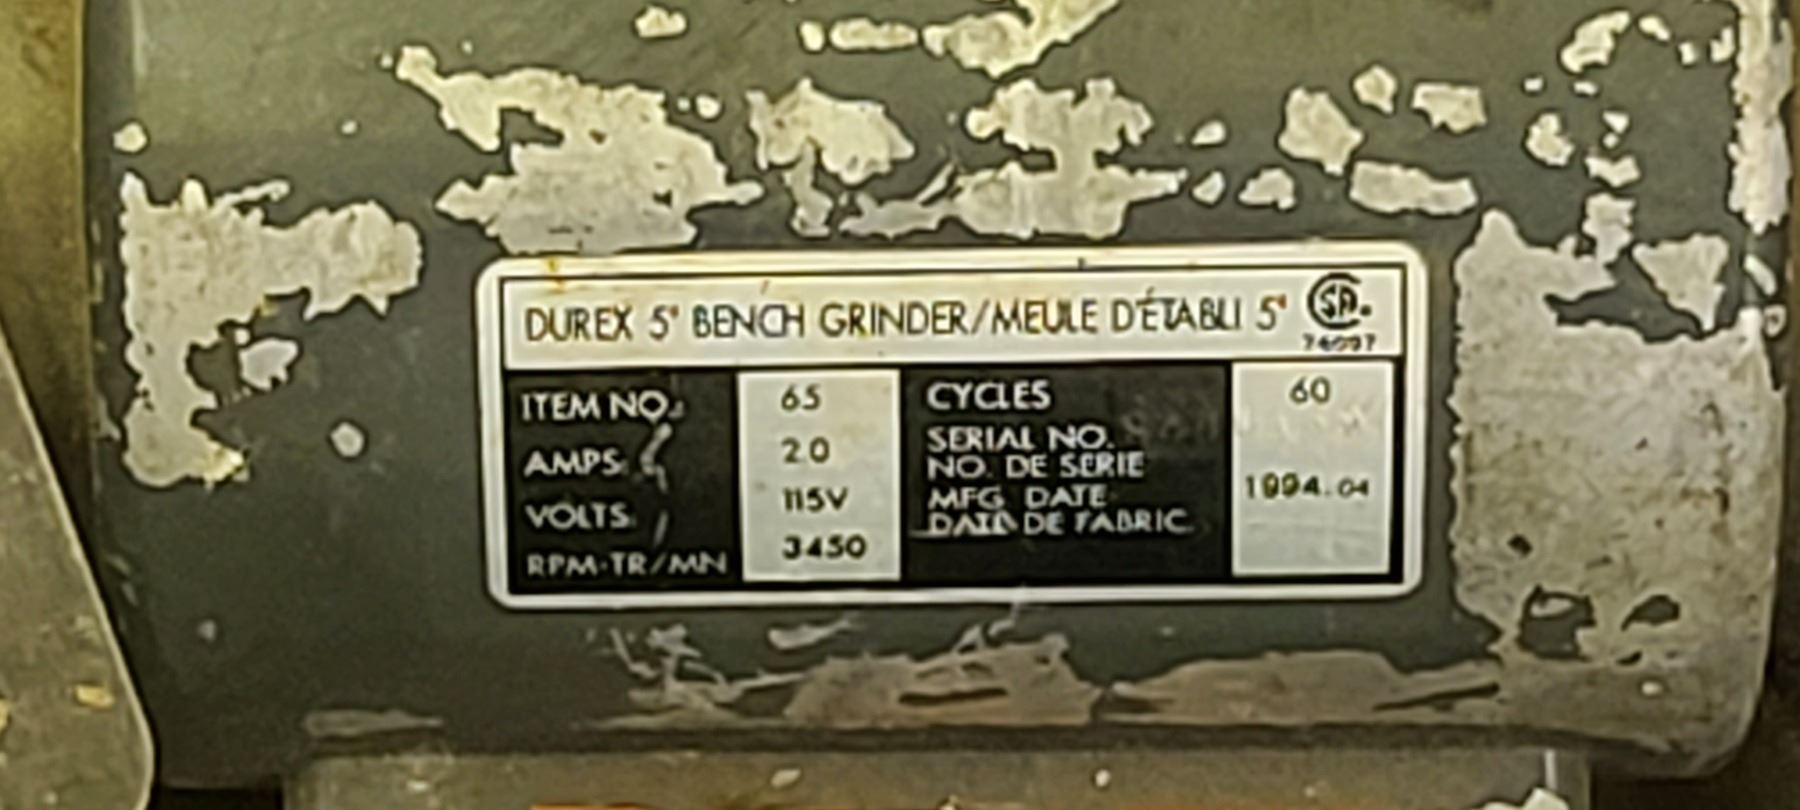 DUREX 5" BENCH GRINDER/MEULE D'ÉTABLI 5"
ITEM NO. 65
AMPS 2.0
VOLTS 115V
RPM-TR/MN 3450
CYCLES 60
SERIAL NO.
NO. DE SERIE
MFG. DATE 1994.04
DATE DE FABRIC.